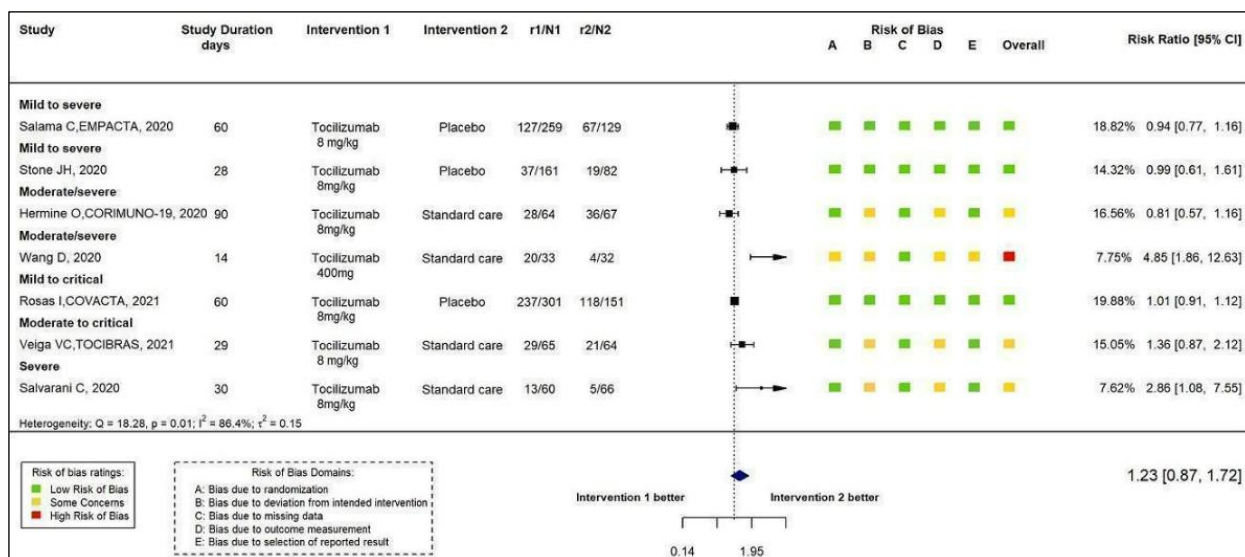 Study Study Duration days Intervention 1 Intervention 2 r1/N1 r2/N2 Risk of Bias Risk Ratio [95% CI]
A B C D E Overall
Mild to severe
Salama C,EMPACTA, 2020 60 Tocilizumab 8 mg/kg Placebo 127/259 67/129 18.82% 0.94 [0.77, 1.16]
Mild to severe
Stone JH, 2020 28 Tocilizumab 8mg/kg Placebo 37/161 19/82 14.32% 0.99 [0.61, 1.61]
Moderate/severe
Hermine O,CORIMUNO-19, 2020 90 Tocilizumab 8mg/kg Standard care 28/64 36/67 16.56% 0.81 [0.57, 1.16]
Moderate/severe
Wang D, 2020 14 Tocilizumab 400mg Standard care 20/33 4/32 7.75% 4.85 [1.86, 12.63]
Mild to critical
Rosas I,COVACTA, 2021 60 Tocilizumab 8mg/kg Placebo 237/301 118/151 19.88% 1.01 [0.91, 1.12]
Moderate to critical
Veiga VC,TOCIBRAS, 2021 29 Tocilizumab 8 mg/kg Standard care 29/65 21/64 15.05% 1.36 [0.87, 2.12]
Severe
Salvarani C, 2020 30 Tocilizumab 8mg/kg Standard care 13/60 5/66 7.62% 2.86 [1.08, 7.55]
Heterogeneity: Q = 18.28, p = 0.01; I² = 86.4%; τ² = 0.15
1.23 [0.87, 1.72]
Risk of bias ratings:
Low Risk of Bias
Some Concerns
High Risk of Bias
Risk of Bias Domains:
A: Bias due to randomization
B: Bias due to deviation from intended intervention
C: Bias due to missing data
D: Bias due to outcome measurement
E: Bias due to selection of reported result
Intervention 1 better Intervention 2 better
0.14 1.95